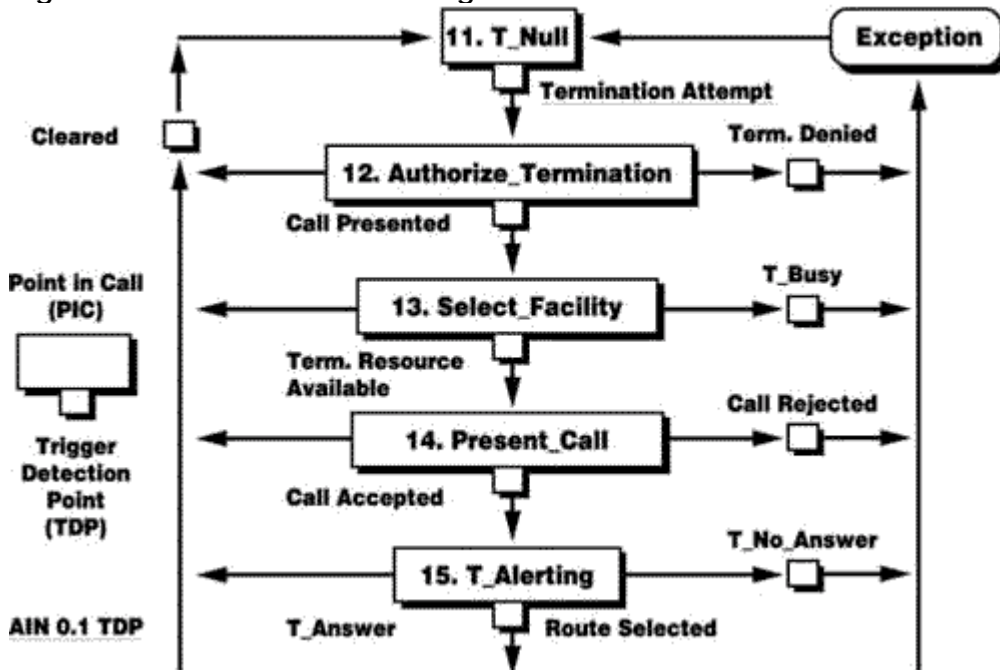 11. T_Null
Exception
Termination Attempt
Cleared
Term. Denied
12. Authorize_Termination
Call Presented
Point in Call
(PIC)
T_Busy
13. Select_Facility
Term. Resource
Available
Call Rejected
14. Present_Call
Trigger
Detection
Point
(TDP)
Call Accepted
T_No_Answer
15. T_Alerting
AIN 0.1 TDP
T_Answer
Route Selected